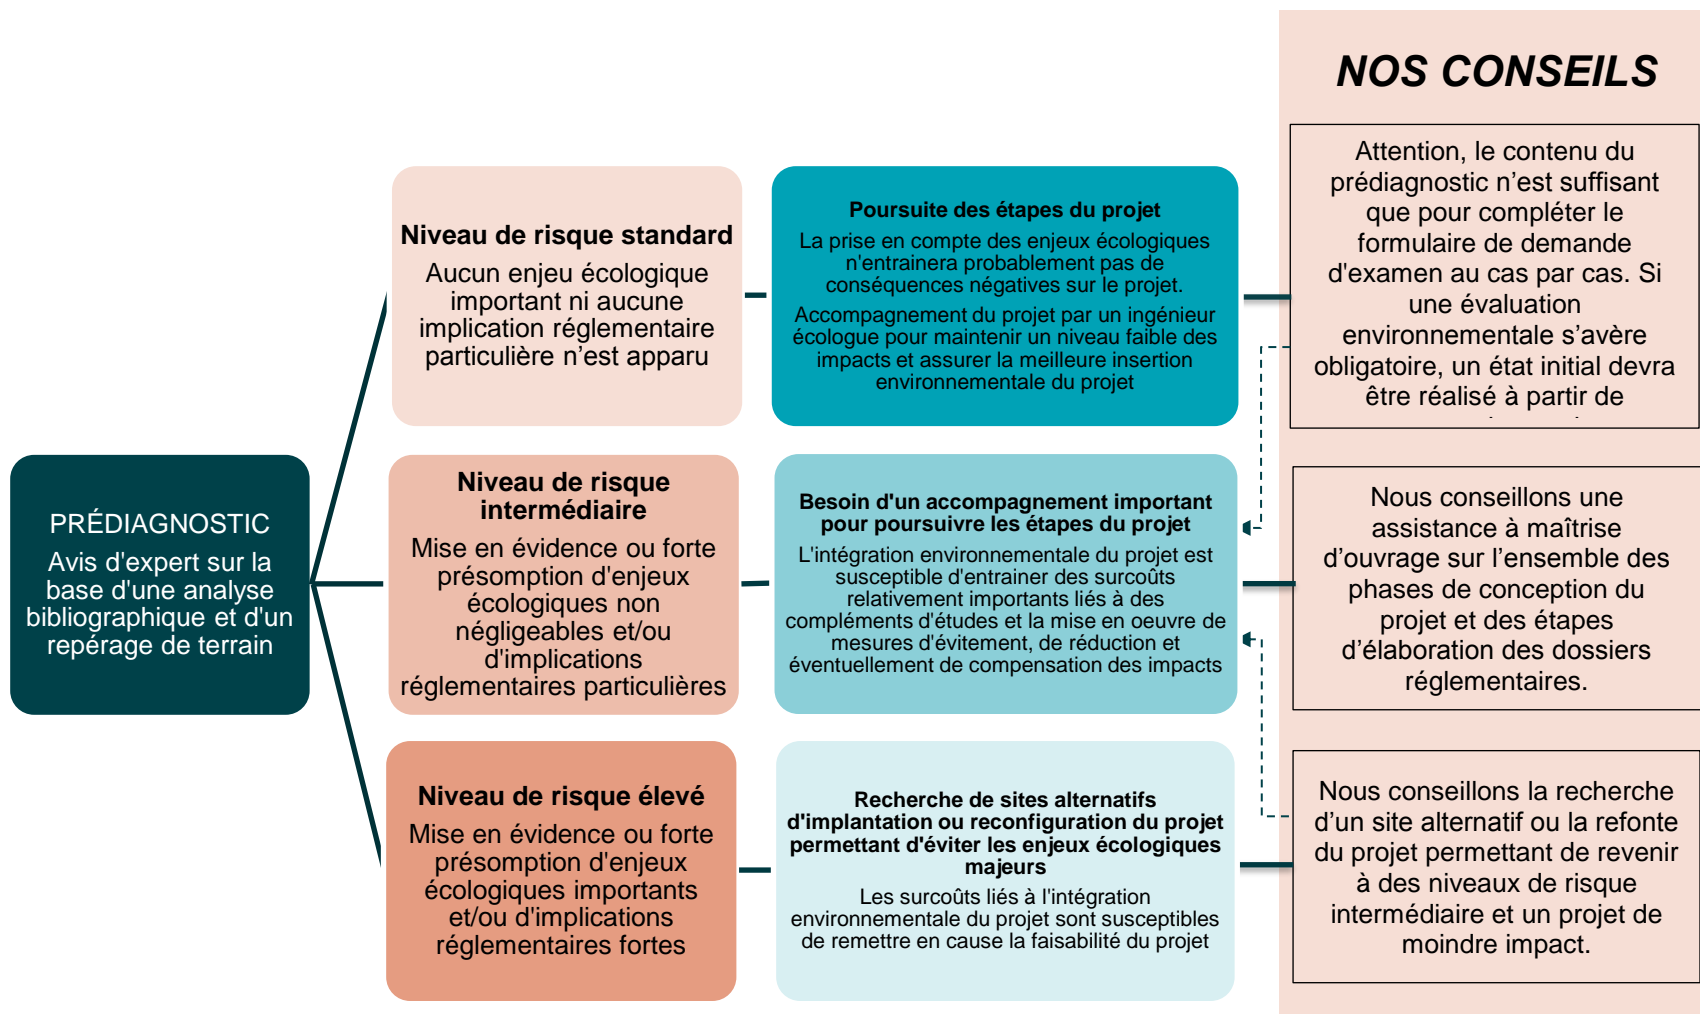 NOS CONSEILS
PRÉDIAGNOSTIC
Avis d'expert sur la
base d'une analyse
bibliographique et d'un
repérage de terrain
Niveau de risque standard
Aucun enjeu écologique
important ni aucune
implication réglementaire
particulière n’est apparu
Poursuite des étapes du projet
La prise en compte des enjeux écologiques
n'entrainera probablement pas de
conséquences négatives sur le projet.
Accompagnement du projet par un ingénieur
écologue pour maintenir un niveau faible des
impacts et assurer la meilleure insertion
environnementale du projet
Attention, le contenu du
prédiagnostic n’est suffisant
que pour compléter le
formulaire de demande
d'examen au cas par cas. Si
une évaluation
environnementale s’avère
obligatoire, un état initial devra
être réalisé à partir de
Niveau de risque
intermédiaire
Mise en évidence ou forte
présomption d'enjeux
écologiques non
négligeables et/ou
d'implications
réglementaires particulières
Besoin d'un accompagnement important
pour poursuivre les étapes du projet
L'intégration environnementale du projet est
susceptible d'entrainer des surcoûts
relativement importants liés à des
compléments d'études et la mise en oeuvre de
mesures d'évitement, de réduction et
éventuellement de compensation des impacts
Nous conseillons une
assistance à maîtrise
d’ouvrage sur l’ensemble des
phases de conception du
projet et des étapes
d’élaboration des dossiers
réglementaires.
Niveau de risque élevé
Mise en évidence ou forte
présomption d'enjeux
écologiques importants
et/ou d'implications
réglementaires fortes
Recherche de sites alternatifs
d'implantation ou reconfiguration du projet
permettant d'éviter les enjeux écologiques
majeurs
Les surcoûts liés à l'intégration
environnementale du projet sont susceptibles
de remettre en cause la faisabilité du projet
Nous conseillons la recherche
d’un site alternatif ou la refonte
du projet permettant de revenir
à des niveaux de risque
intermédiaire et un projet de
moindre impact.